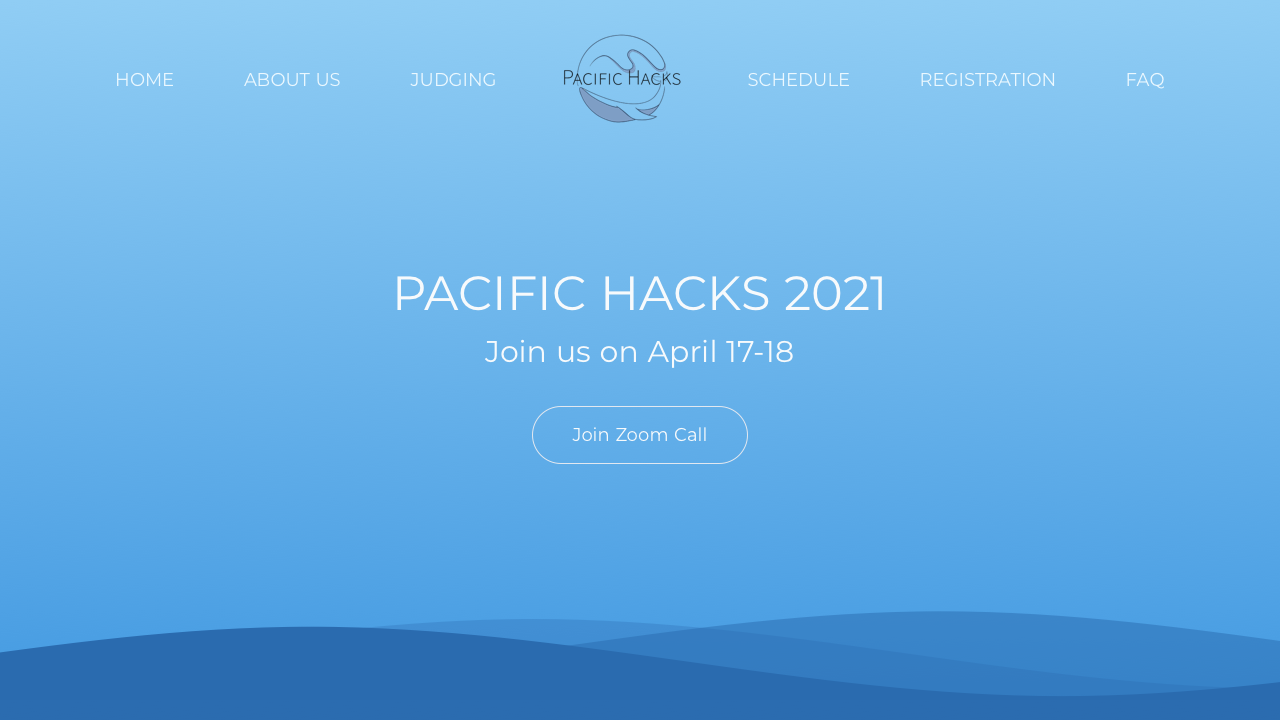 HOME
ABOUT US
JUDGING
PACIFIC HACKS
SCHEDULE
REGISTRATION
FAQ
PACIFIC HACKS 2021
Join us on April 17-18
Join Zoom Call